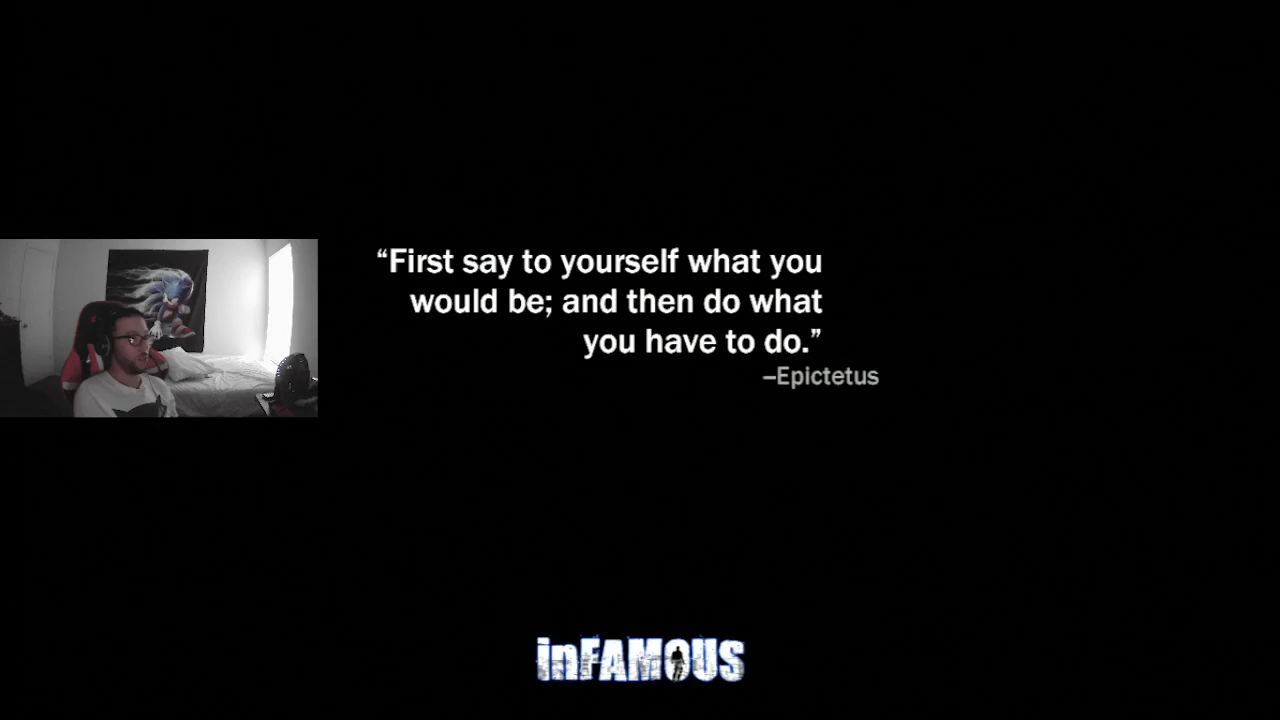 “First say to yourself what you
would be; and then do what
you have to do.”
–Epictetus
inFAMOUS